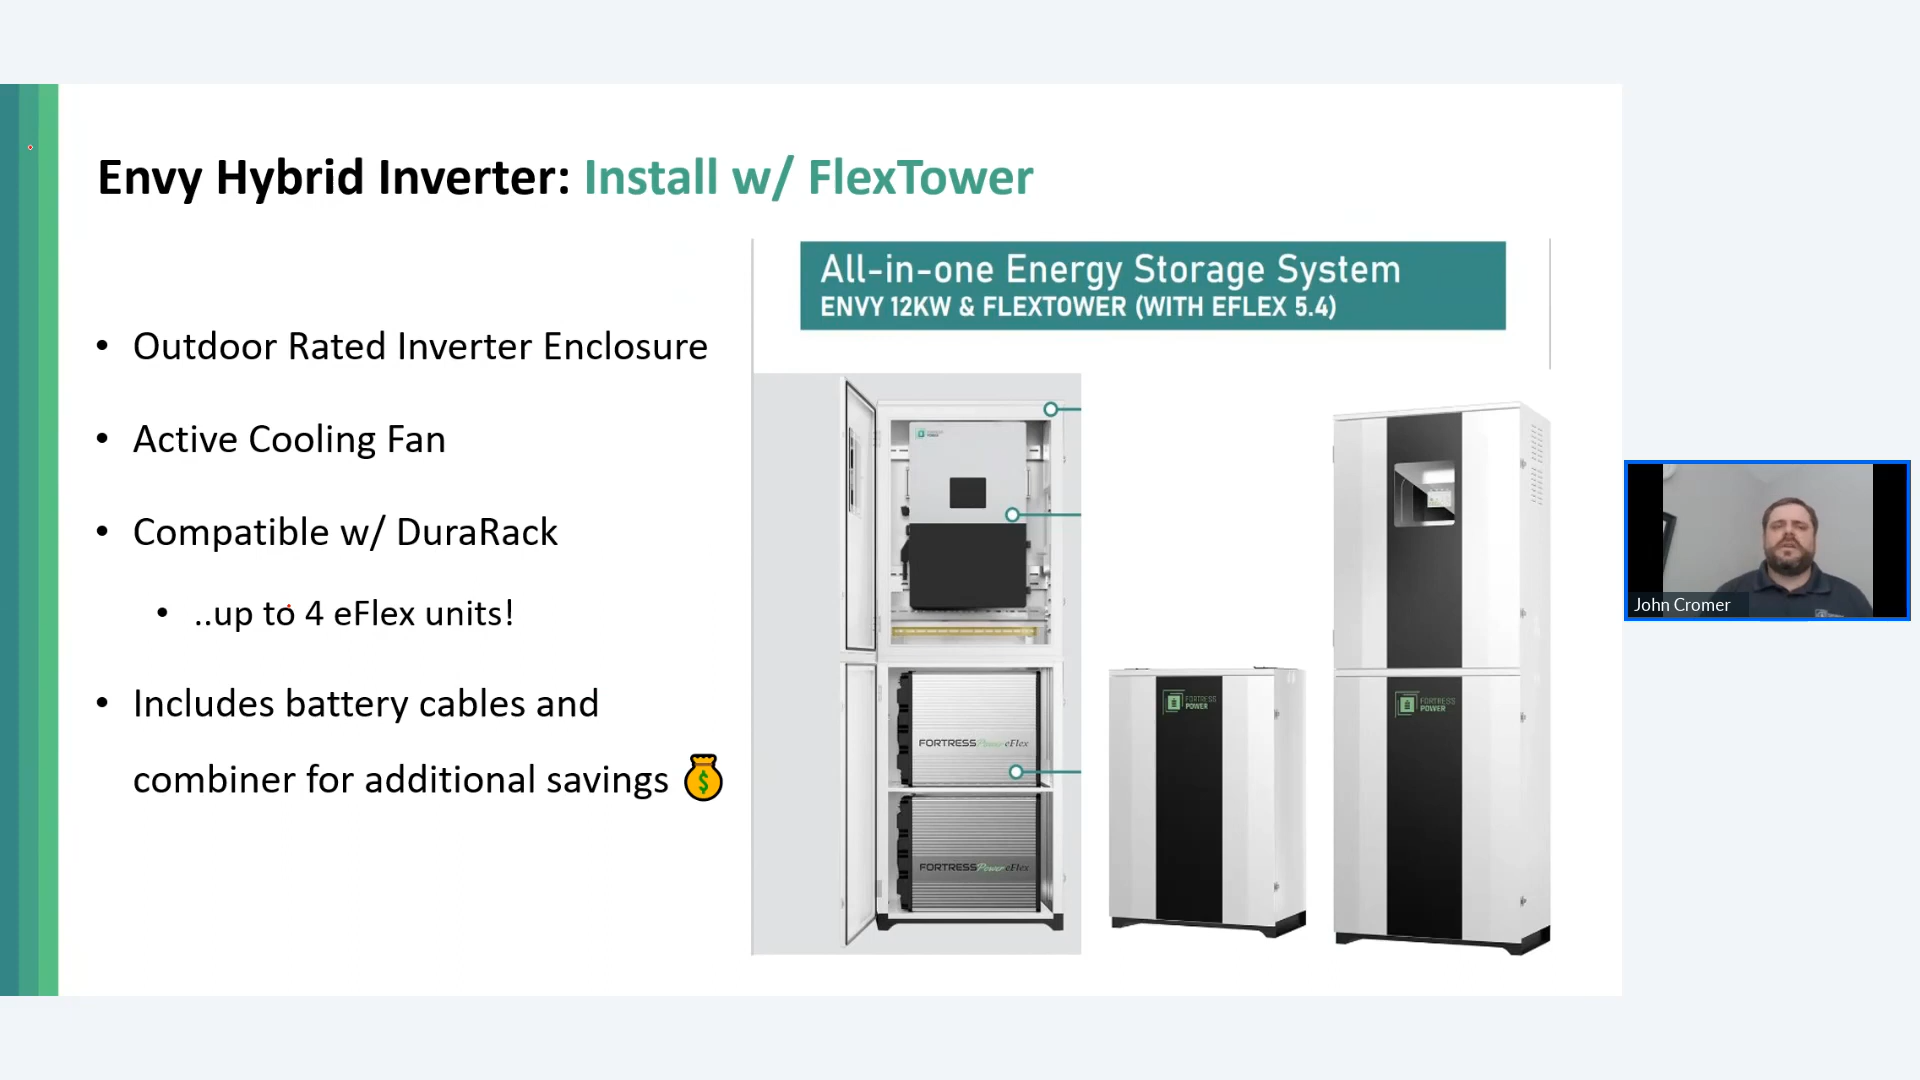 Envy Hybrid Inverter: Install w/ FlexTower
All-in-one Energy Storage System
ENVY 12KW & FLEXTOWER (WITH EFLEX 5.4)
• Outdoor Rated Inverter Enclosure
• Active Cooling Fan
• Compatible w/ DuraRack
• ..up to 4 eFlex units!
• Includes battery cables and
combiner for additional savings
FORTRESS Power eFlex
FORTRESS Power eFlex
FORTRESS
POWER
FORTRESS
POWER
John Cromer